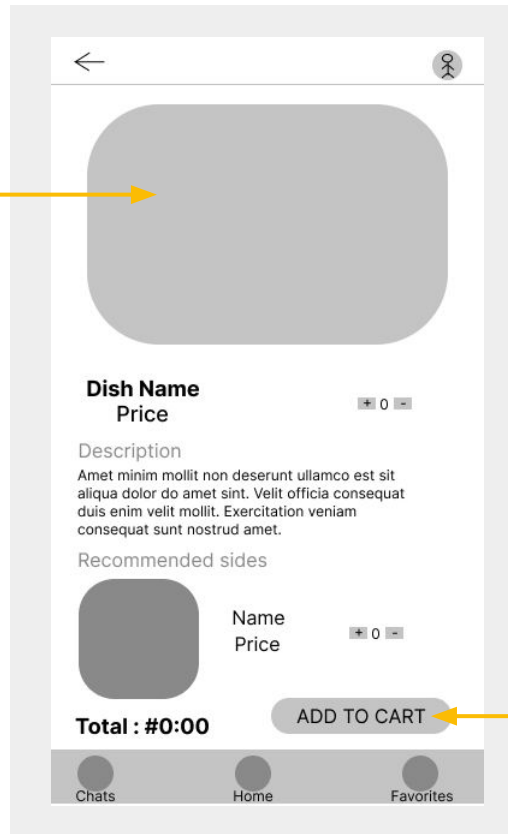 Dish Name
Price
+ 0 -
Description
Amet minim mollit non deserunt ullamco est sit
aliqua dolor do amet sint. Velit officia consequat
duis enim velit mollit. Exercitation veniam
consequat sunt nostrud amet.
Recommended sides
Name
Price
+ 0 -
Total : #0:00
ADD TO CART
Chats
Home
Favorites